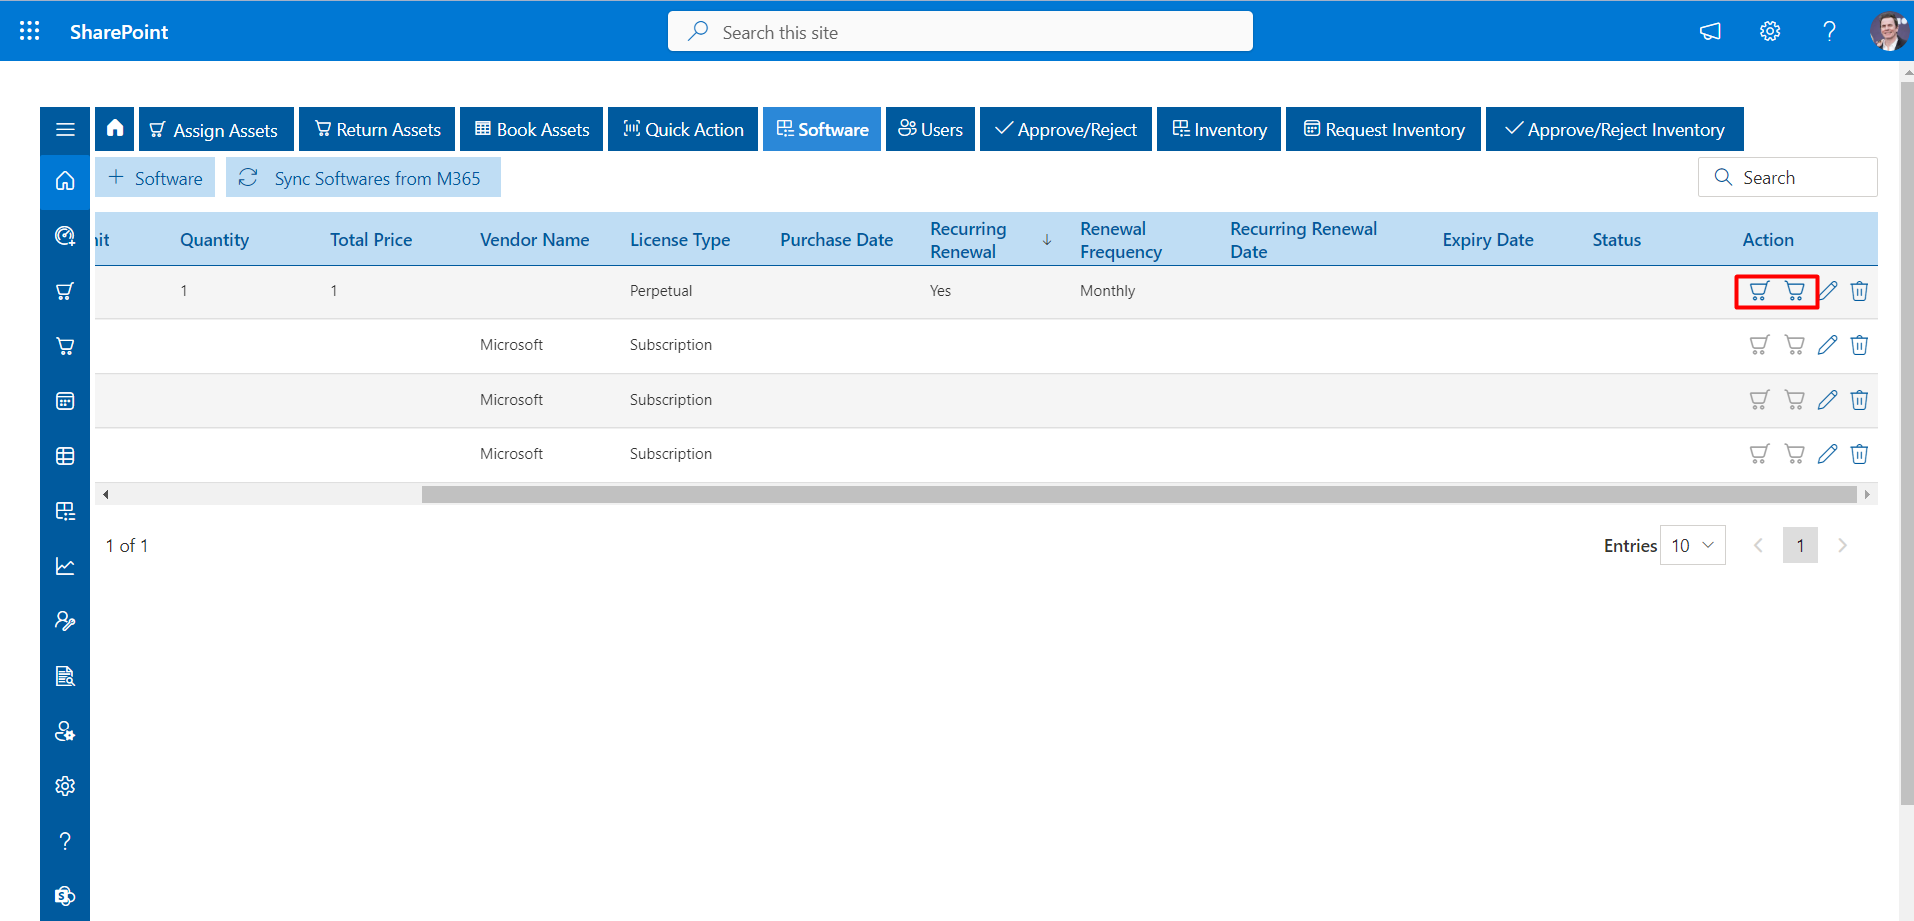 SharePoint
Search this site
Assign Assets
Return Assets
Book Assets
Quick Action
Software
Users
Approve/Reject
Inventory
Request Inventory
Approve/Reject Inventory
Software
Sync Softwares from M365
Search
Quantity
Total Price
Vendor Name
License Type
Purchase Date
Recurring
Renewal
Renewal
Frequency
Recurring Renewal
Date
Expiry Date
Status
Action
1
1
Perpetual
Yes
Monthly
Microsoft
Subscription
Microsoft
Subscription
Microsoft
Subscription
1 of 1
Entries
10
1